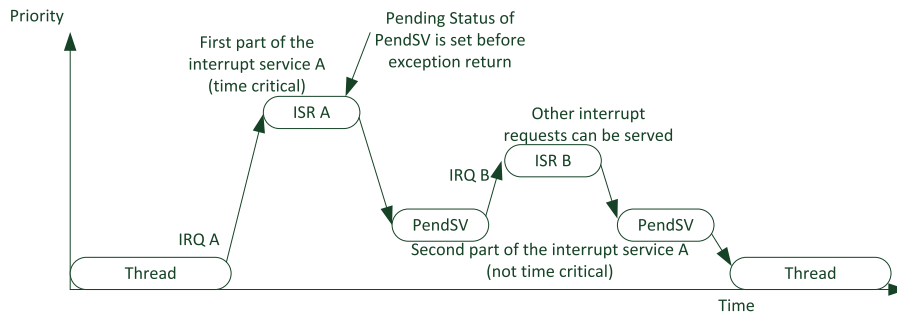 Priority
Pending Status of
PendSV is set before
exception return
First part of the
interrupt service A
(time critical)
ISR A
Other interrupt
requests can be served
ISR B
IRQ B
PendSV
PendSV
IRQ A
Second part of the interrupt service A
(not time critical)
Thread
Thread
Time